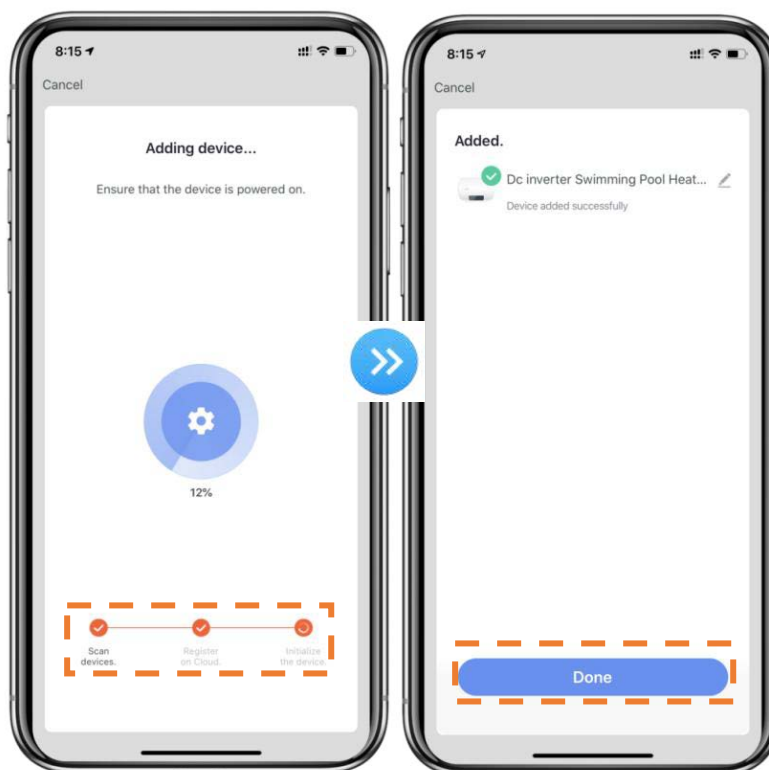 8:15
Cancel
Adding device...
Ensure that the device is powered on.
12%
Scan
devices.
Register
on Cloud.
Initialize
the device.
8:15
Cancel
Added.
Dc inverter Swimming Pool Heat...
Device added successfully
Done